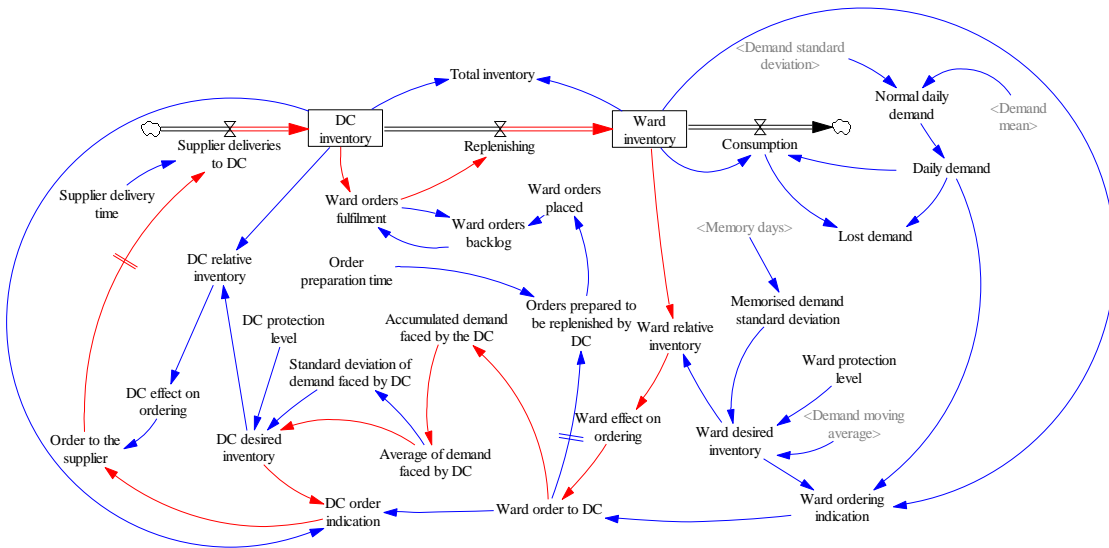 <Demand standard
deviation>
Total inventory
Normal daily
demand
<Demand
mean>
DC
inventory
Ward
inventory
Supplier deliveries
to DC
Replenishing
Consumption
Daily demand
Supplier delivery
time
Ward orders
fulfilment
Ward orders
placed
Ward orders
backlog
Lost demand
<Memory days>
DC relative
inventory
Order
preparation time
Orders prepared to
be replenished by
DC
Memorised demand
standard deviation
DC protection
level
Accumulated demand
faced by the DC
Ward relative
inventory
Standard deviation of
demand faced by DC
Ward protection
level
DC effect on
ordering
Ward effect on
ordering
<Demand moving
average>
Order to the
supplier
DC desired
inventory
Average of demand
faced by DC
Ward desired
inventory
DC order
indication
Ward order to DC
Ward ordering
indication